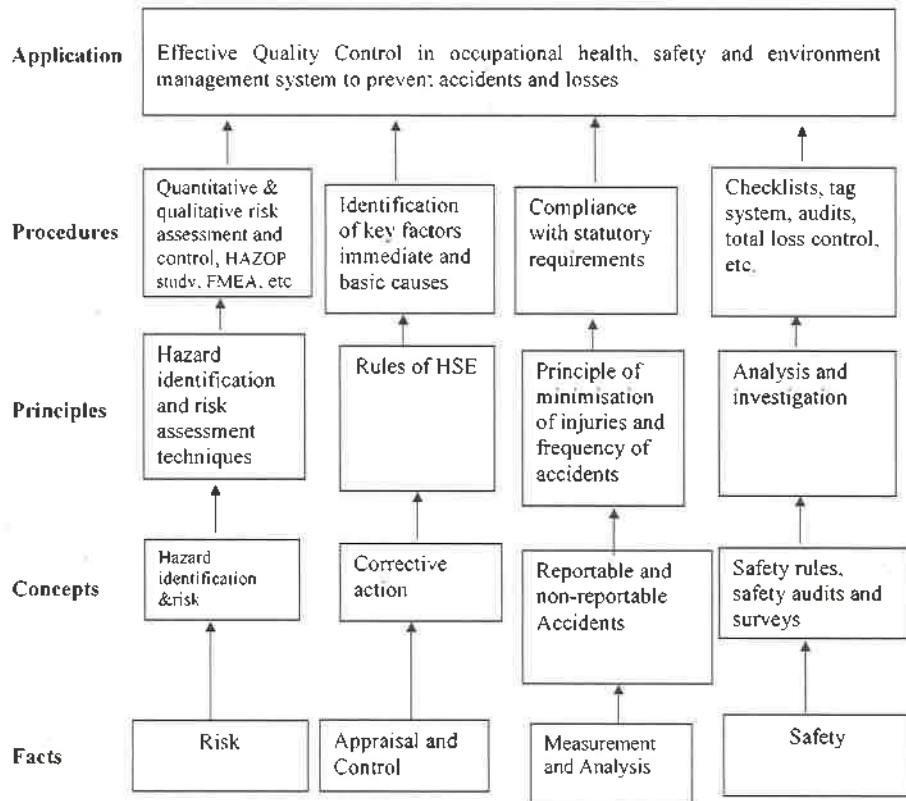 Application
Effective Quality Control in occupational health, safety and environment
management system to prevent accidents and losses
Procedures
Quantitative &
qualitative risk
assessment and
control, HAZOP
study, FMEA, etc
Identification
of key factors
immediate and
basic causes
Compliance
with statutory
requirements
Checklists, tag
system, audits,
total loss control,
etc.
Principles
Hazard
identification
and risk
assessment
techniques
Rules of HSE
Principle of
minimisation
of injuries and
frequency of
accidents
Analysis and
investigation
Concepts
Hazard
identification
&risk
Corrective
action
Reportable and
non-reportable
Accidents
Safety rules,
safety audits and
surveys
Facts
Risk
Appraisal and
Control
Measurement
and Analysis
Safety